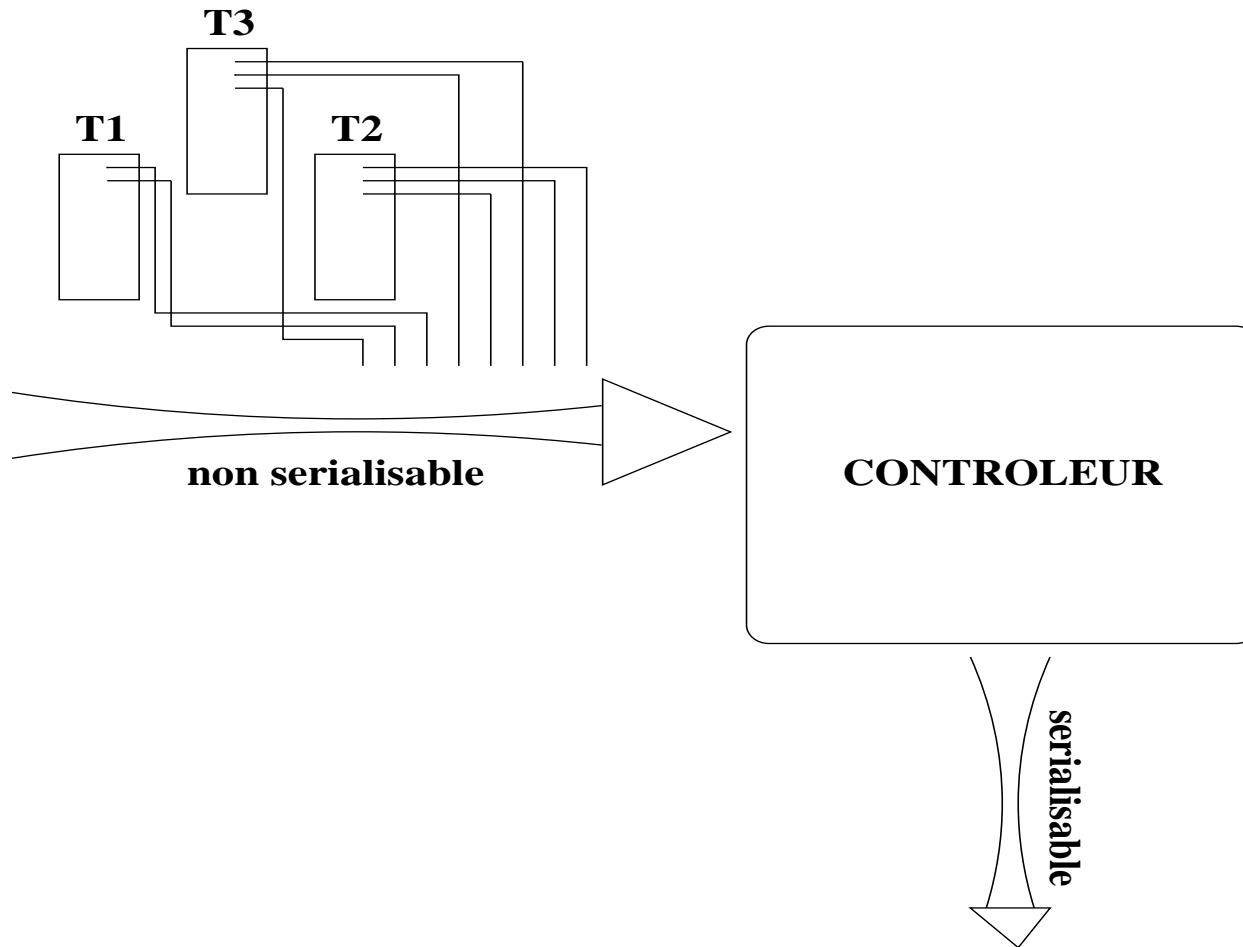 T3
T1
T2
non serialisable
CONTROLEUR
serialisable